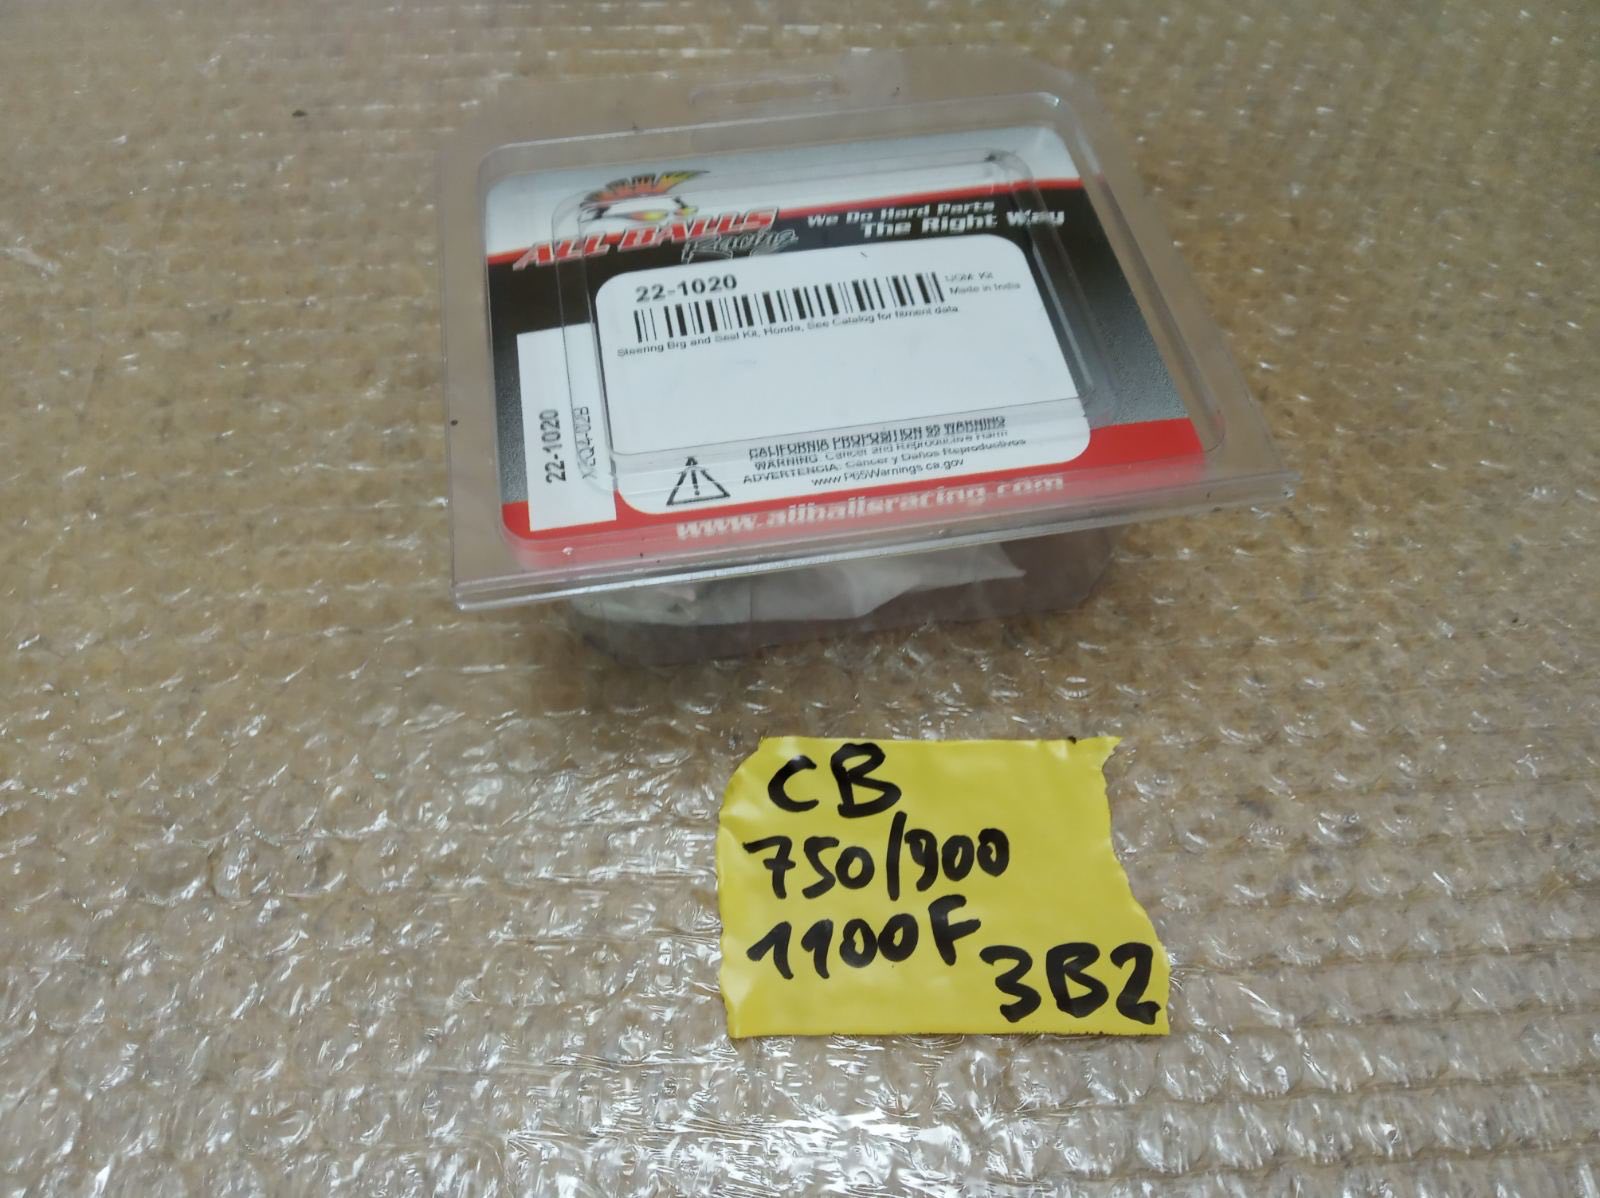 ALL BALLS
Racing
We Do Hard Parts
The Right Way
22-1020
UOM: Kit
Made in India
Steering Brg and Seal Kit, Honda, See Catalog for fitment data
22-1020
CALIFORNIA PROPOSITION 65 WARNING
WARNING: Cancer and Reproductive Harm
ADVERTENCIA: Cáncer y Daños Reproductivos
www.P65Warnings.ca.gov
www.allballsracing.com
CB
750/900
1100F
3B2